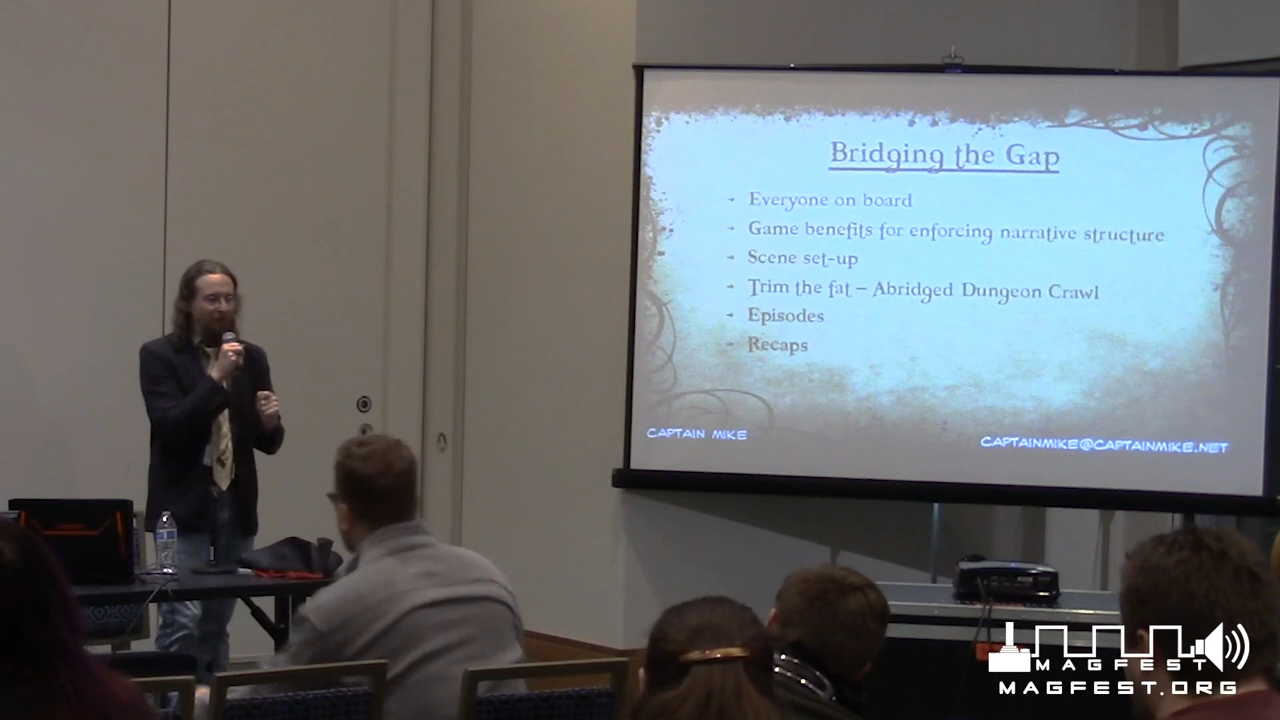 Bridging the Gap
Everyone on board
Game benefits for enforcing narrative structure
Scene set-up
Trim the fat – Abridged Dungeon Crawl
Episodes
Recaps
CAPTAIN MIKE
CAPTAINMIKE@CAPTAINMIKE.NET
MAGFEST
MAGFEST.ORG